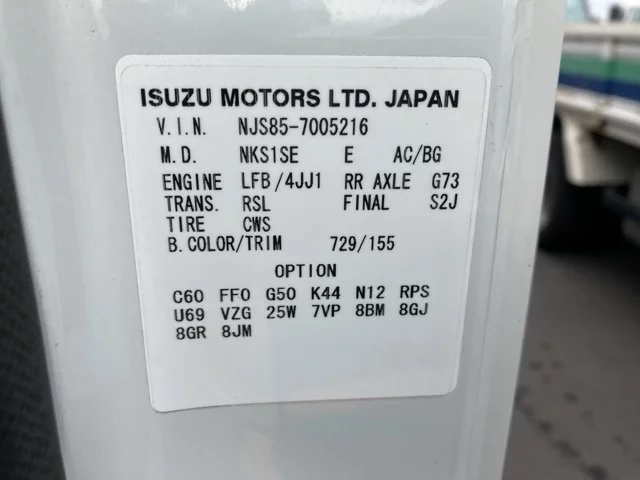 ISUZU MOTORS LTD. JAPAN
V.I.N. NJS85-7005216
M.D. NKS1SE E AC/BG
ENGINE LFB/4JJ1 RR AXLE G73
TRANS. RSL FINAL S2J
TIRE CWS
B.COLOR/TRIM 729/155
OPTION
C60 FF0 G50 K44 N12 RPS
U69 VZG 25W 7VP 8BM 8GJ
8GR 8JM